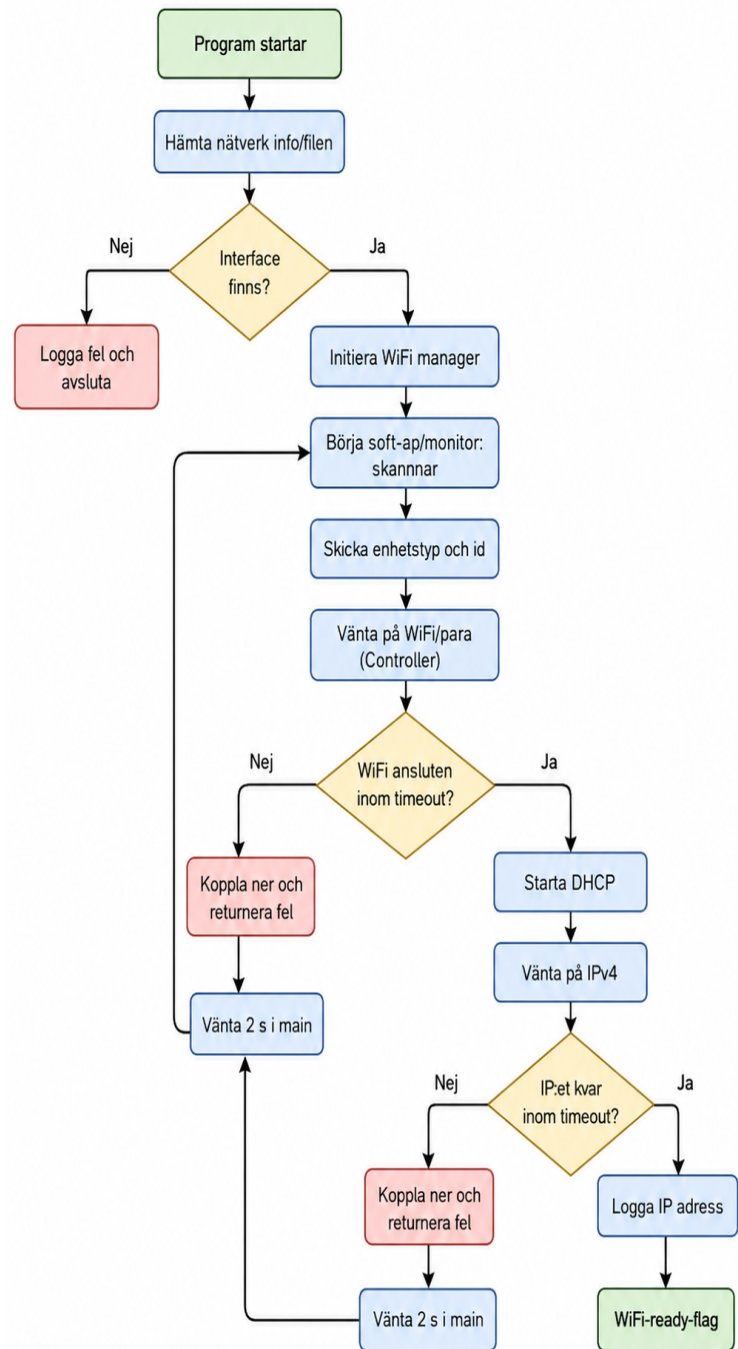 Program startar
Hämta nätverk info/filen
Nej
Ja
Interface
finns?
Logga fel och
avsluta
Initiera WiFi manager
Börja soft-ap/monitor:
skannnar
Skicka enhetstyp och id
Vänta på WiFi/para
(Controller)
Nej
Ja
WiFi ansluten
inom timeout?
Koppla ner och
returnera fel
Starta DHCP
Vänta på IPv4
Vänta 2 s i main
Nej
Ja
IP:et kvar
inom timeout?
Koppla ner och
returnera fel
Logga IP adress
Vänta 2 s i main
WiFi-ready-flag